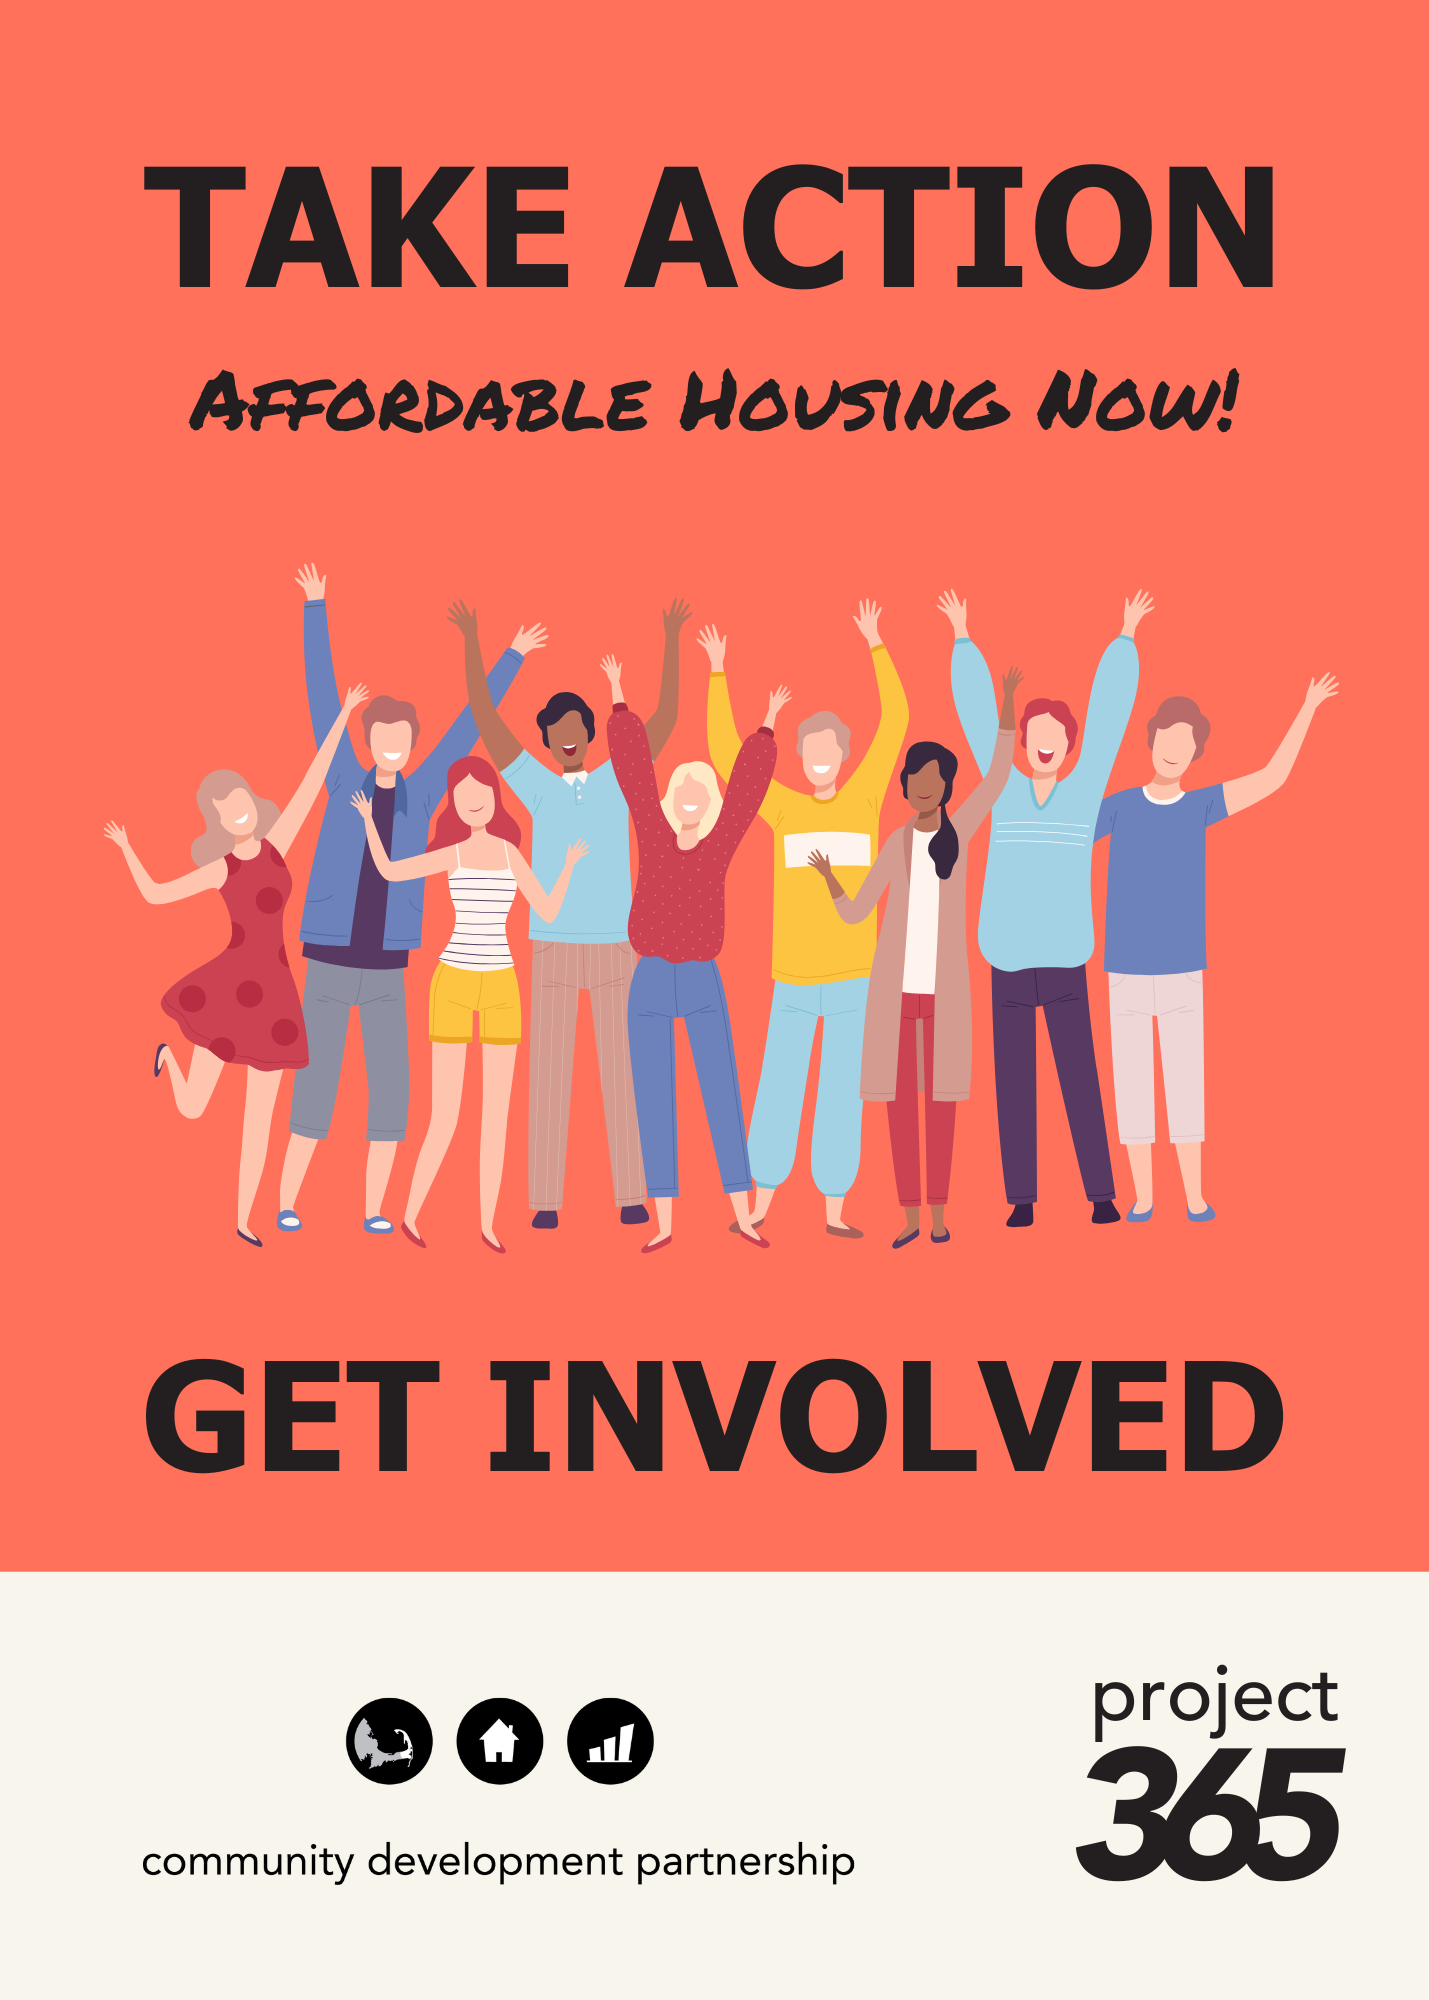 TAKE ACTION
AFFORDABLE HOUSING NOW!
GET INVOLVED
community development partnership
project
365